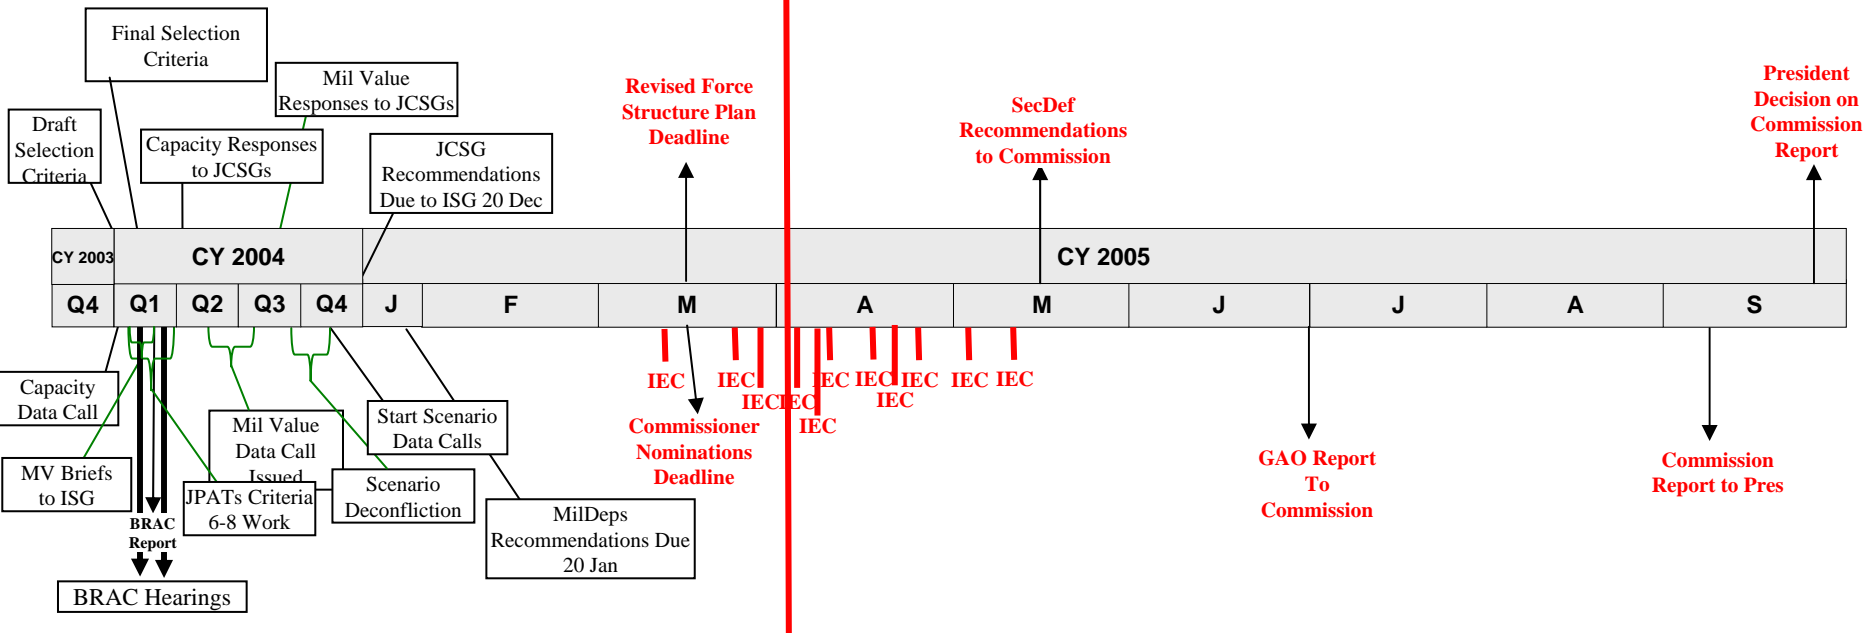 Final Selection
Criteria
Mil Value
Responses to JCSGs
Draft
Selection
Criteria
Capacity Responses
to JCSGs
JCSG
Recommendations
Due to ISG 20 Dec
Revised Force
Structure Plan
Deadline
SecDef
Recommendations
to Commission
President
Decision on
Commission
Report
CY 2003
CY 2004
CY 2005
Q4
Q1
Q2
Q3
Q4
J
F
M
A
M
J
J
A
S
IEC
IEC
IEC
IEC
IEC
IEC
IEC
IEC
IEC
IEC
IEC
Capacity
Data Call
MV Briefs
to ISG
BRAC
Report
BRAC Hearings
Mil Value
Data Call
Issued
JPATs Criteria
6-8 Work
Start Scenario
Data Calls
Scenario
Deconfliction
MilDeps
Recommendations Due
20 Jan
Commissioner
Nominations
Deadline
GAO Report
To
Commission
Commission
Report to Pres